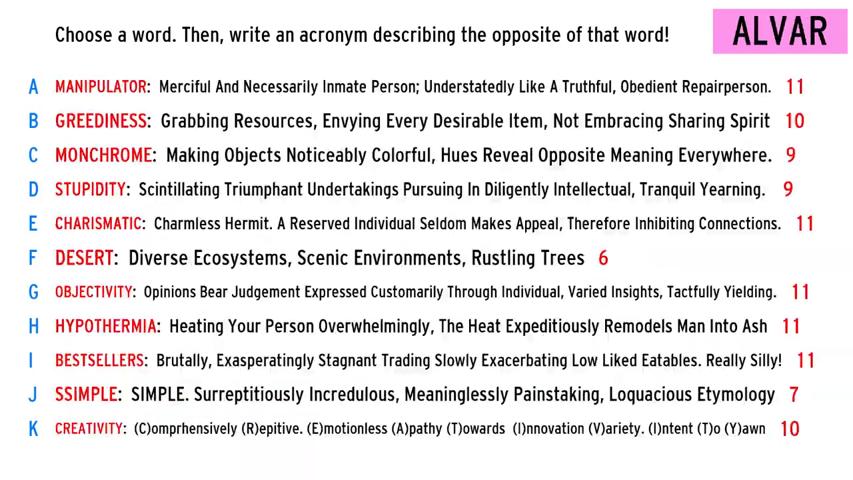 Choose a word. Then, write an acronym describing the opposite of that word!
ALVAR
A MANIPULATOR: Merciful And Necessarily Inmate Person; Understatedly Like A Truthful, Obedient Repairperson. 11
B GREEDINESS: Grabbing Resources, Envying Every Desirable Item, Not Embracing Sharing Spirit 10
C MONCHROME: Making Objects Noticeably Colorful, Hues Reveal Opposite Meaning Everywhere. 9
D STUPIDITY: Scintillating Triumphant Undertakings Pursuing In Diligently Intellectual, Tranquil Yearning. 9
E CHARISMATIC: Charmless Hermit. A Reserved Individual Seldom Makes Appeal, Therefore Inhibiting Connections. 11
F DESERT: Diverse Ecosystems, Scenic Environments, Rustling Trees 6
G OBJECTIVITY: Opinions Bear Judgement Expressed Customarily Through Individual, Varied Insights, Tactfully Yielding. 11
H HYPOTHERMIA: Heating Your Person Overwhelmingly, The Heat Expeditiously Remodels Man Into Ash 11
I BESTSELLERS: Brutally, Exasperatingly Stagnant Trading Slowly Exacerbating Low Liked Eatables. Really Silly! 11
J SSIMPLE: SIMPLE. Surreptitiously Incredulous, Meaninglessly Painstaking, Loquacious Etymology 7
K CREATIVITY: (C)omprhensively (R)epitive. (E)motionless (A)pathy (T)owards (I)nnovation (V)ariety. (I)ntent (T)o (Y)awn 10